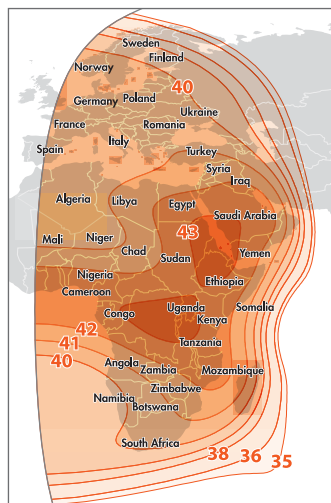 Sweden
Finland
Norway
40
Germany
Poland
Ukraine
France
Romania
Italy
Spain
Turkey
Syria
Iraq
Algeria
Libya
Egypt
Saudi Arabia
43
Mali
Niger
Chad
Sudan
Yemen
Nigeria
Ethiopia
Cameroon
Congo
Uganda
Somalia
Kenya
42
41
Tanzania
40
Angola
Zambia
Mozambique
Zimbabwe
Namibia
Botswana
South Africa
38
36
35